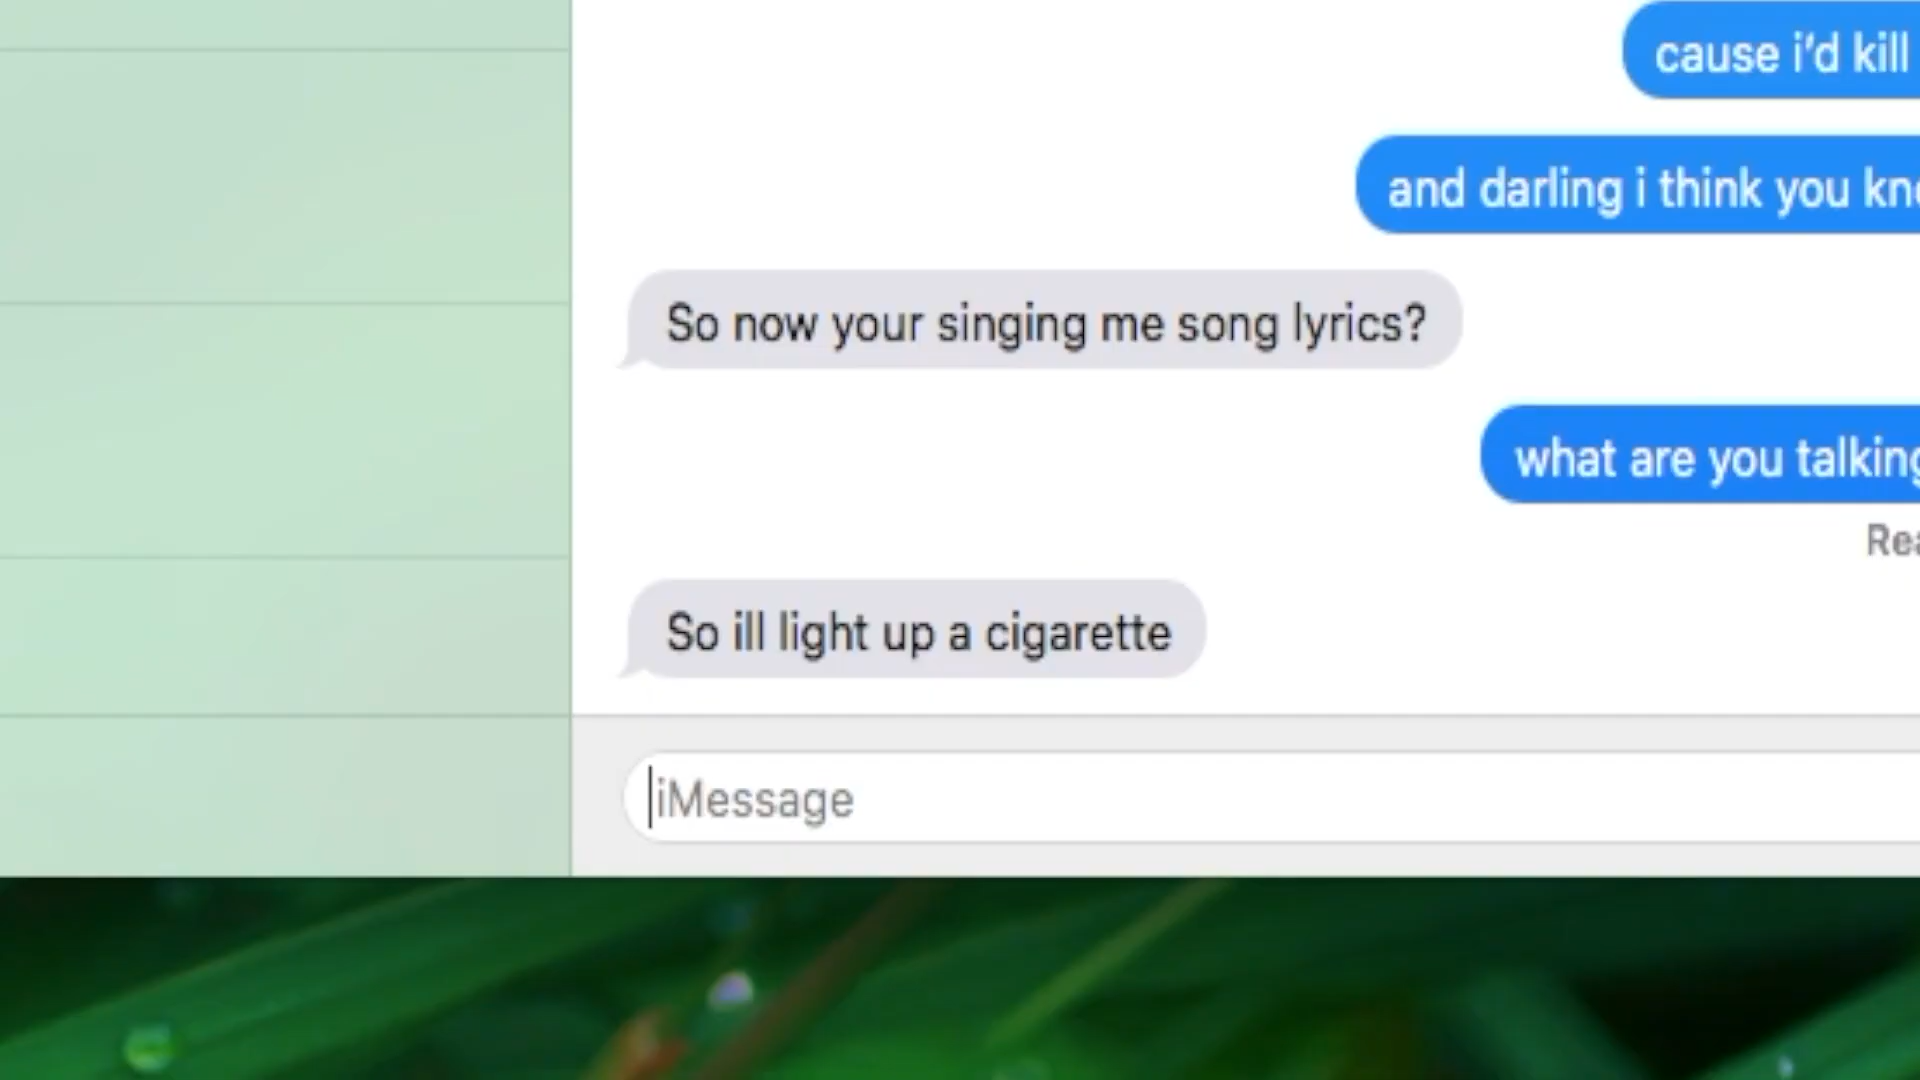 cause i'd kill
and darling i think you kn
So now your singing me song lyrics?
what are you talking
Rea
So ill light up a cigarette
iMessage